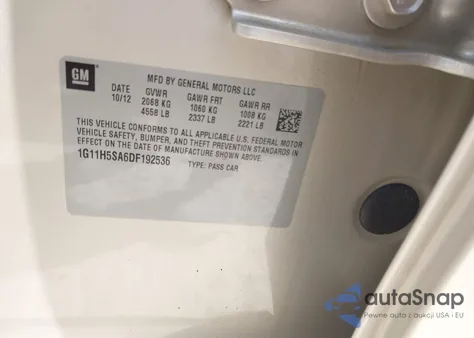 GM
MFD BY GENERAL MOTORS LLC
DATE GVWR GAWR FRT GAWR RR
10/12 2068 KG 1060 KG 1008 KG
4558 LB 2337 LB 2221 LB
THIS VEHICLE CONFORMS TO ALL APPLICABLE U.S. FEDERAL MOTOR
VEHICLE SAFETY, BUMPER, AND THEFT PREVENTION STANDARDS IN
EFFECT ON THE DATE OF MANUFACTURE SHOWN ABOVE.
1G11H5SA6DF192536 TYPE: PASS CAR
autoSnap
Pewne auta z aukcji USA i EU